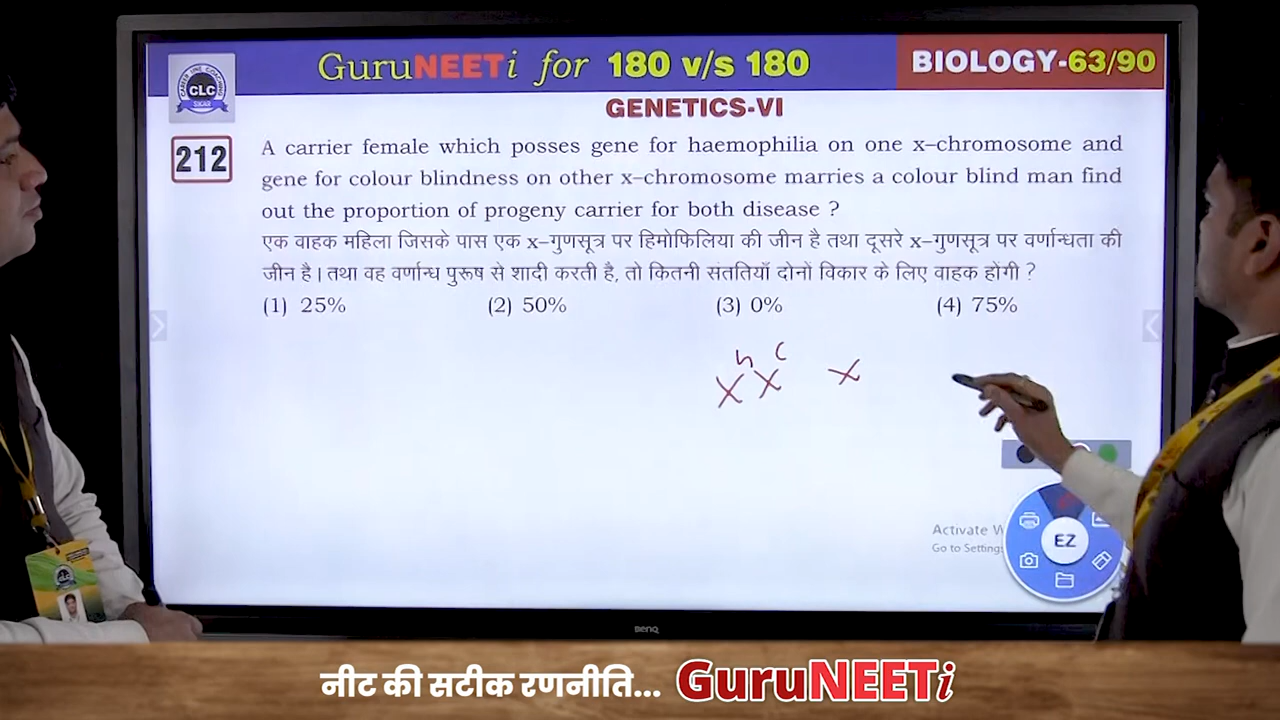 GuruNEETi for 180 v/s 180
BIOLOGY-63/90
CLC
SIKAR
GENETICS-VI
212
A carrier female which posses gene for haemophilia on one x–chromosome and
gene for colour blindness on other x–chromosome marries a colour blind man find
out the proportion of progeny carrier for both disease ?
एक वाहक महिला जिसके पास एक x–गुणसूत्र पर हिमोफिलिया की जीन है तथा दूसरे x–गुणसूत्र पर वर्णान्धता की
जीन है। तथा वह वर्णान्ध पुरूष से शादी करती है, तो कितनी संततियाँ दोनों विकार के लिए वाहक होंगी ?
(1) 25% (2) 50% (3) 0% (4) 75%
h c
X X X
Activate W
Go to Setting
EZ
CLC
BenQ
नीट की सटीक रणनीति... GuruNEETi